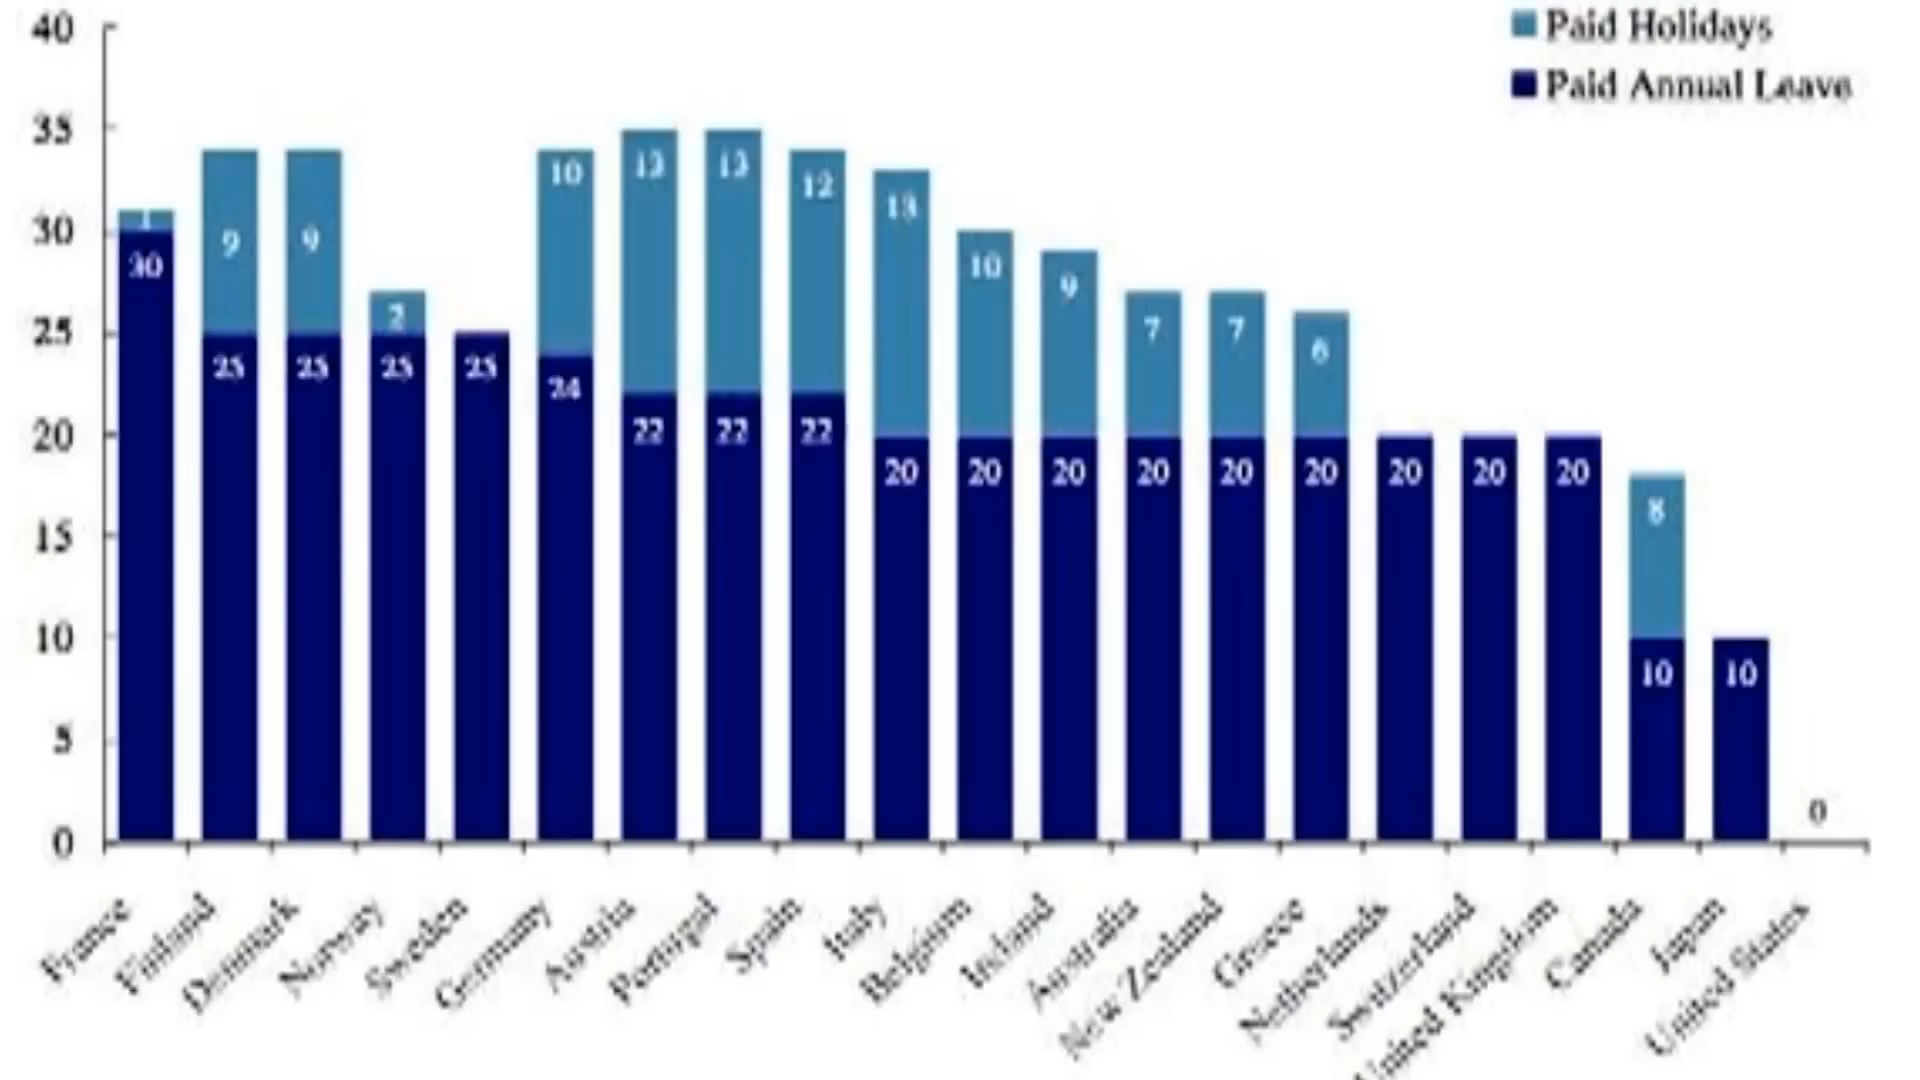 40
35
30
25
20
15
10
5
0
Paid Holidays
Paid Annual Leave
1
30
9
25
9
25
2
25
25
10
24
13
22
13
22
12
22
13
20
10
20
9
20
7
20
7
20
6
20
20
20
20
8
10
10
0
France
Finland
Denmark
Norway
Sweden
Germany
Austria
Portugal
Spain
Italy
Belgium
Ireland
Australia
New Zealand
Greece
Netherlands
Switzerland
United Kingdom
Canada
Japan
United States